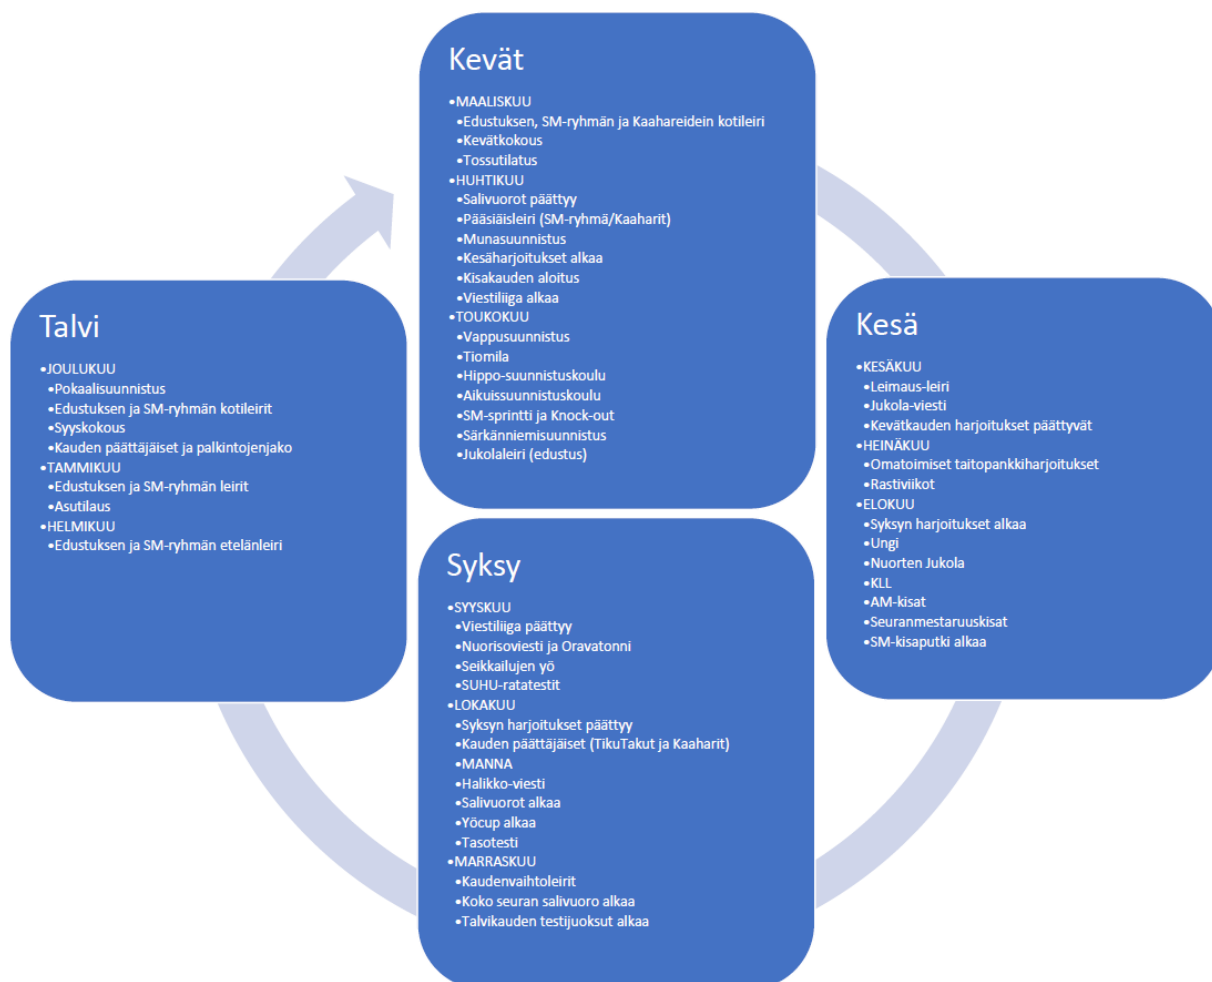 Kevät
•MAALISKUU
•Edustuksen, SM-ryhmän ja Kaahareidein kotileiri
•Kevätkokous
•Tossutilatus
•HUHTIKUU
•Salivuorot päättyy
•Pääsiäisleiri (SM-ryhmä/Kaaharit)
•Munasuunnistus
•Kesäharjoitukset alkaa
•Kisakauden aloitus
•Viestiliiga alkaa
•TOUKOKUU
•Vappusuunnistus
•Tiomila
•Hippo-suunnistuskoulu
•Aikuissuunnistuskoulu
•SM-sprintti ja Knock-out
•Särkänniemisuunnistus
•Jukolaleiri (edustus)
Kesä
•KESÄKUU
•Leimaus-leiri
•Jukola-viesti
•Kevätkauden harjoitukset päättyvät
•HEINÄKUU
•Omatoimiset taitopankkiharjoitukset
•Rastiviikot
•ELOKUU
•Syksyn harjoitukset alkaa
•Ungi
•Nuorten Jukola
•KLL
•AM-kisat
•Seuranmestaruuskisat
•SM-kisaputki alkaa
Syksy
•SYYSKUU
•Viestiliiga päättyy
•Nuorisoviesti ja Oravatonni
•Seikkailujen yö
•SUHU-ratatestit
•LOKAKUU
•Syksyn harjoitukset päättyy
•Kauden päättäjäiset (TikuTakut ja Kaaharit)
•MANNA
•Halikko-viesti
•Salivuorot alkaa
•Yöcup alkaa
•Tasotesti
•MARRASKUU
•Kaudenvaihtoleirit
•Koko seuran salivuoro alkaa
•Talvikauden testijuoksut alkaa
Talvi
•JOULUKUU
•Pokaalisuunnistus
•Edustuksen ja SM-ryhmän kotileirit
•Syyskokous
•Kauden päättäjäiset ja palkintojenjako
•TAMMIKUU
•Edustuksen ja SM-ryhmän leirit
•Asutilaus
•HELMIKUU
•Edustuksen ja SM-ryhmän etelänleiri